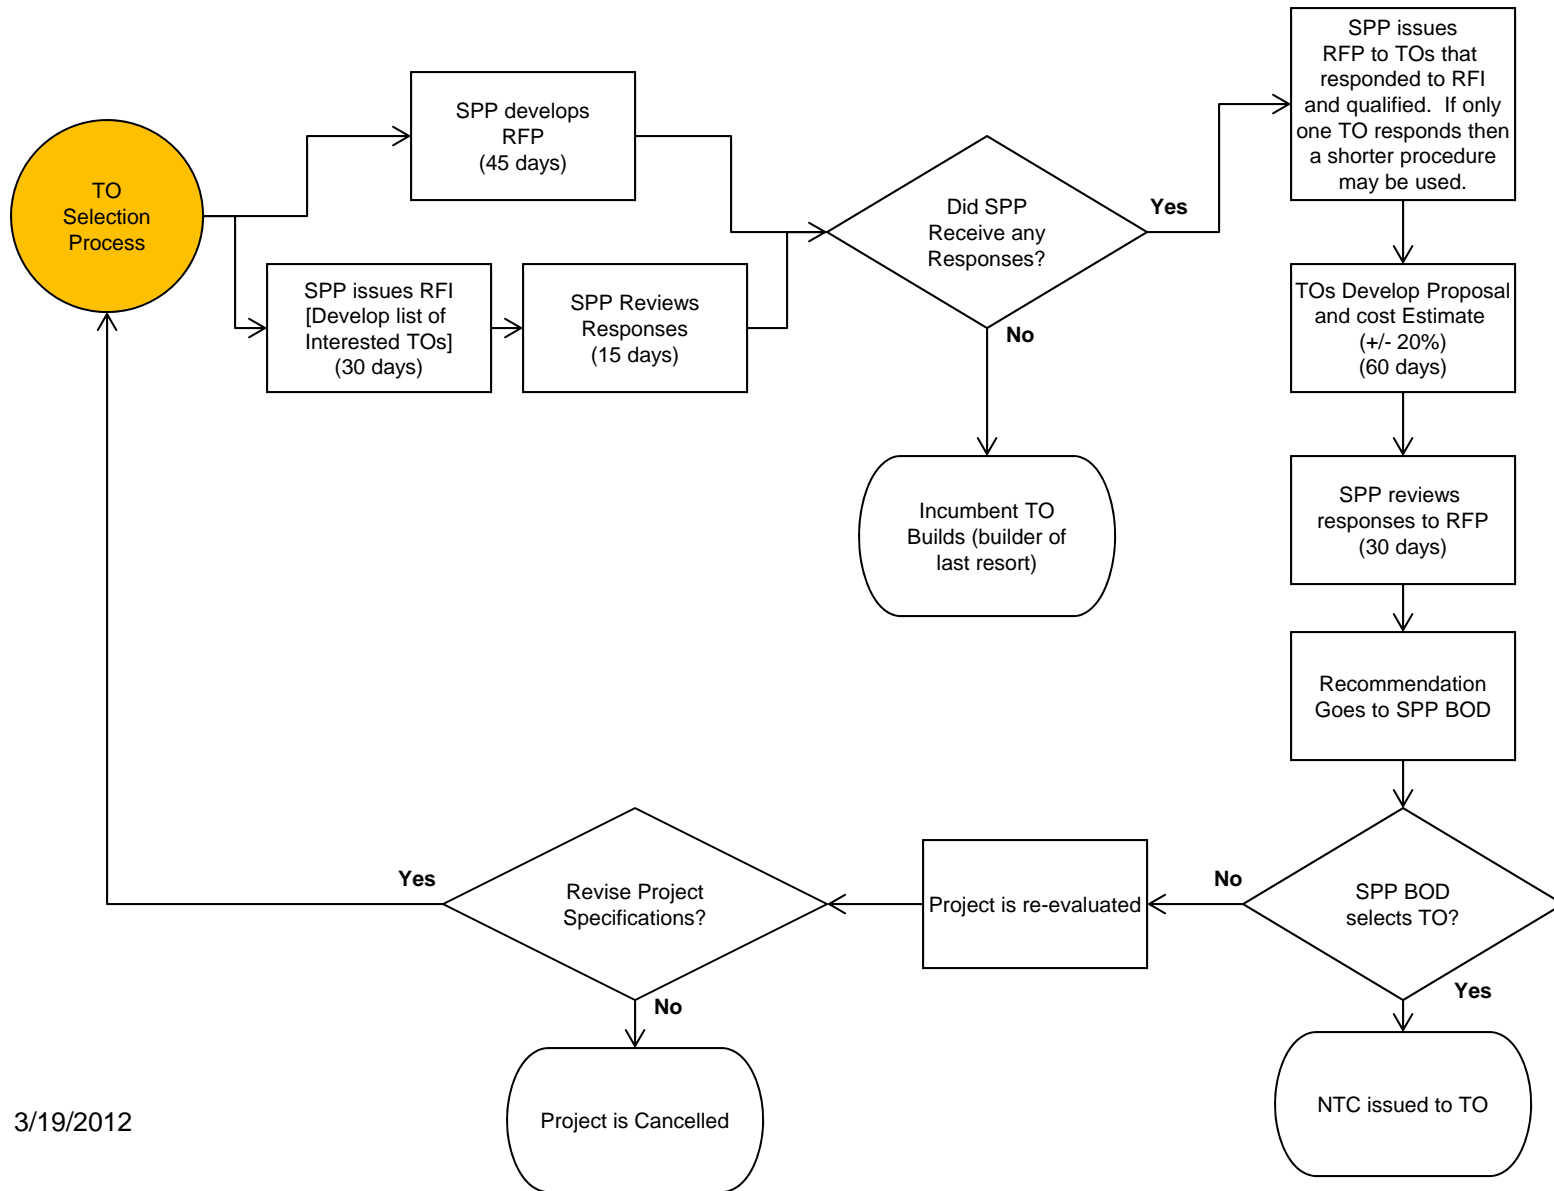 TO
Selection
Process
SPP develops
RFP
(45 days)
SPP issues RFI
[Develop list of
Interested TOs]
(30 days)
SPP Reviews
Responses
(15 days)
Did SPP
Receive any
Responses?
Yes
No
Incumbent TO
Builds (builder of
last resort)
SPP issues
RFP to TOs that
responded to RFI
and qualified.  If only
one TO responds then
a shorter procedure
may be used.
TOs Develop Proposal
and cost Estimate
(+/- 20%)
(60 days)
SPP reviews
responses to RFP
(30 days)
Recommendation
Goes to SPP BOD
SPP BOD
selects TO?
No
Yes
Project is re-evaluated
Revise Project
Specifications?
Yes
No
Project is Cancelled
NTC issued to TO
3/19/2012